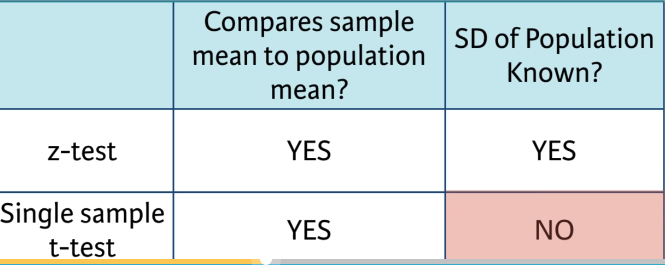 Compares sample
mean to population
mean?
SD of Population
Known?
z-test
YES
YES
Single sample
t-test
YES
NO